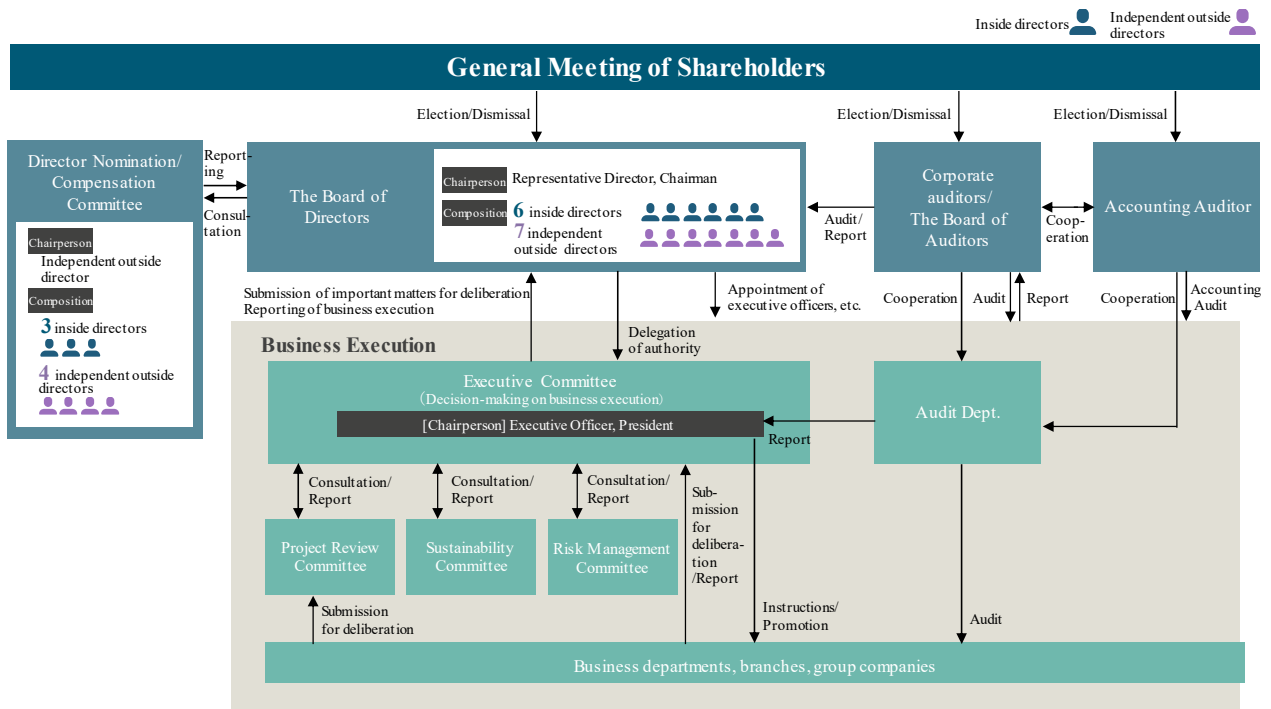 Inside directors
Independent outside
directors
General Meeting of Shareholders
Election/Dismissal
Election/Dismissal
Election/Dismissal
Director Nomination/
Compensation
Committee
Chairperson
Independent outside
director
Composition
3 inside directors
4 independent outside
directors
Report-
ing
Consul-
tation
The Board of
Directors
Chairperson
Representative Director, Chairman
Composition
6 inside directors
7 independent
outside directors
Audit/
Report
Corporate
auditors/
The Board of
Auditors
Coop-
eration
Accounting Auditor
Submission of important matters for deliberation
Reporting of business execution
Delegation
of authority
Appointment of
executive officers, etc.
Cooperation
Audit
Report
Cooperation
Accounting
Audit
Business Execution
Executive Committee
(Decision-making on business execution)
[Chairperson] Executive Officer, President
Report
Audit Dept.
Consultation/
Report
Consultation/
Report
Consultation/
Report
Sub-
mission
for
delibera-
tion
/Report
Project Review
Committee
Sustainability
Committee
Risk Management
Committee
Submission
for deliberation
Instructions/
Promotion
Audit
Business departments, branches, group companies